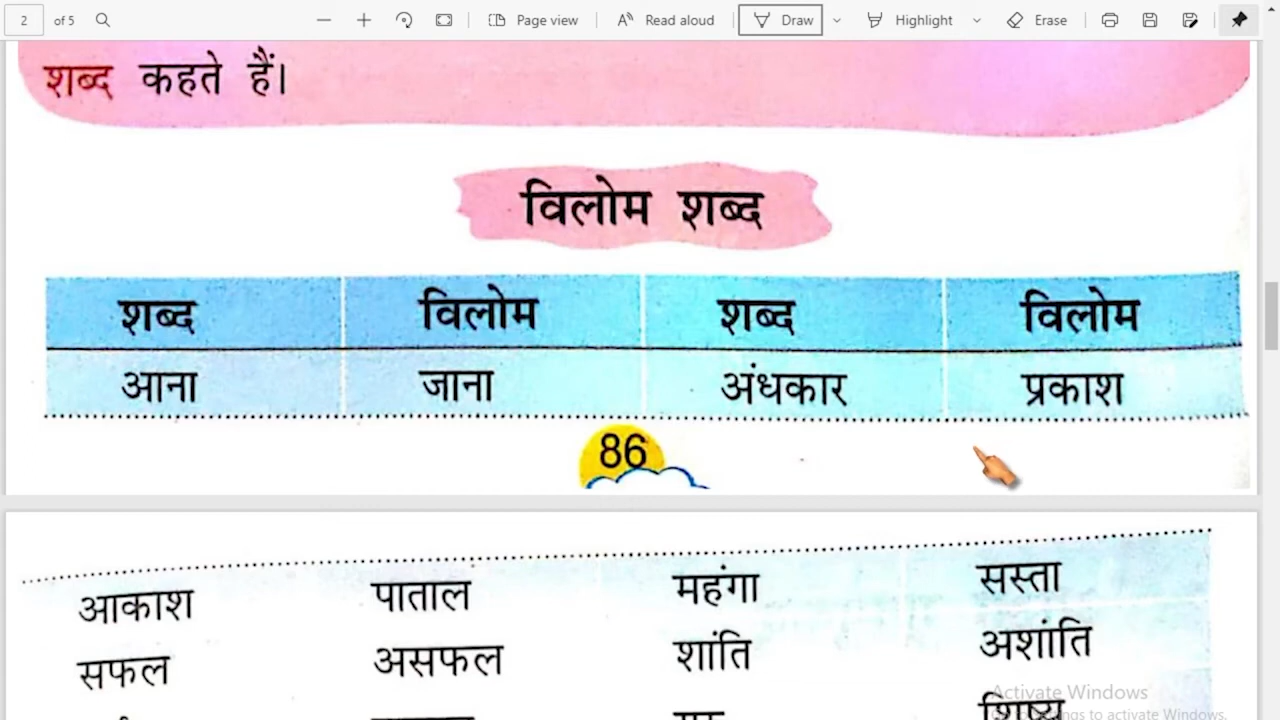 2 of 5 Page view Read aloud Draw Highlight Erase
शब्द कहते हैं।
विलोम शब्द
शब्द विलोम शब्द विलोम
आना जाना अंधकार प्रकाश
86
आकाश पाताल महंगा सस्ता
सफल असफल शांति अशांति
शिष्य
Activate Windows